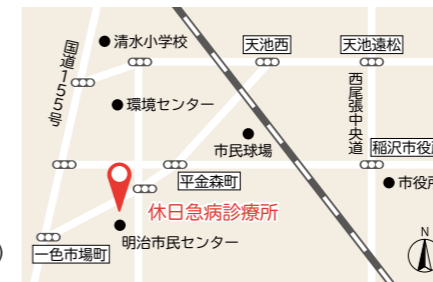 清水小学校
天池西
天池遠松
国道155号
環境センター
西尾張中央道
市民球場
稲沢市役
平金森町
市役所
休日急病診療所
明治市民センター
一色市場町
N
)